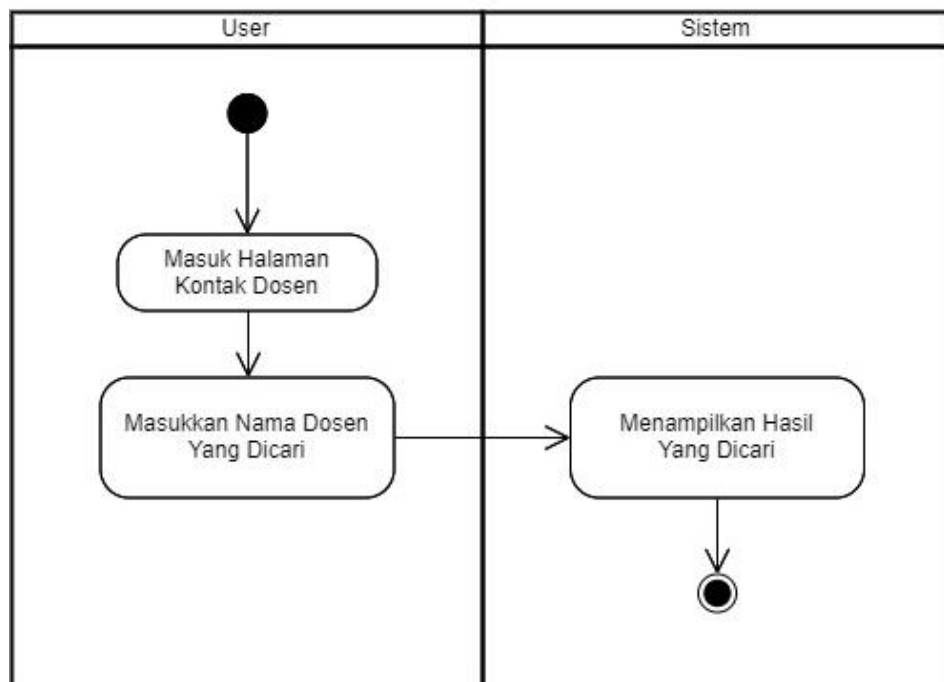 User
Sistem
Masuk Halaman
Kontak Dosen
Masukkan Nama Dosen
Yang Dicari
Menampilkan Hasil
Yang Dicari